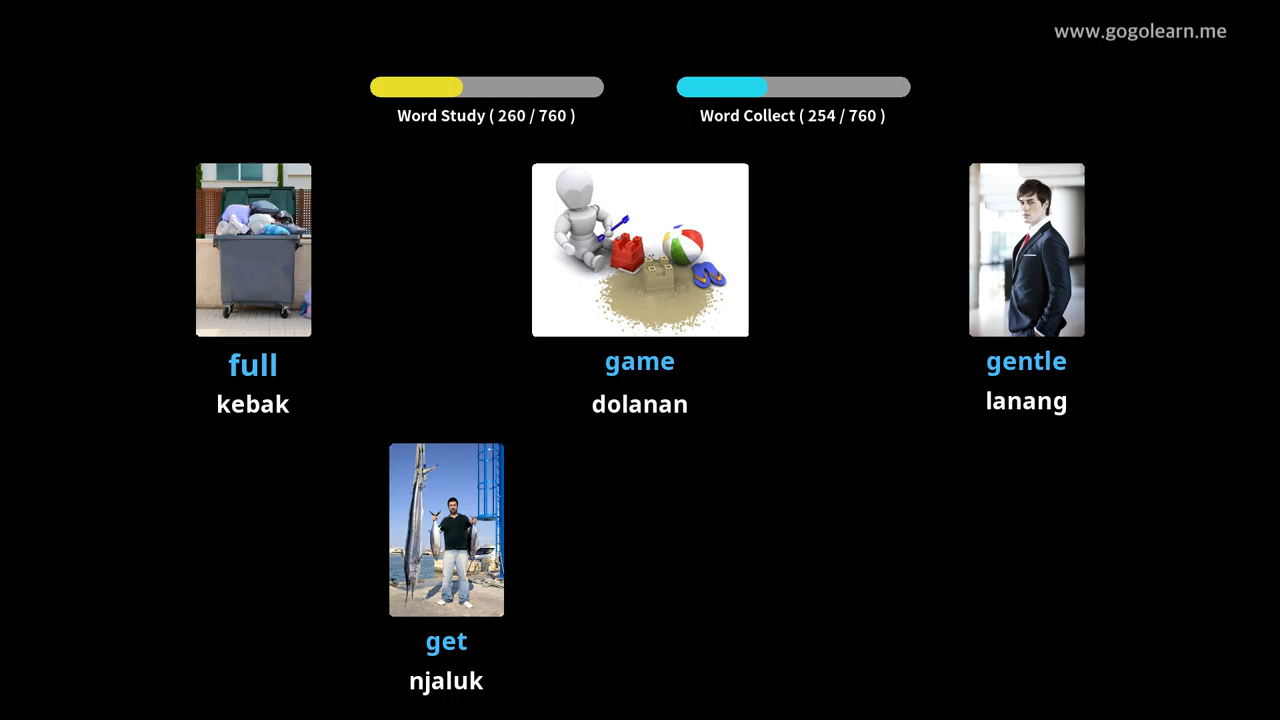 www.gogolearn.me
Word Study ( 260 / 760 )
Word Collect ( 254 / 760 )
full
kebak
game
dolanan
gentle
lanang
get
njaluk